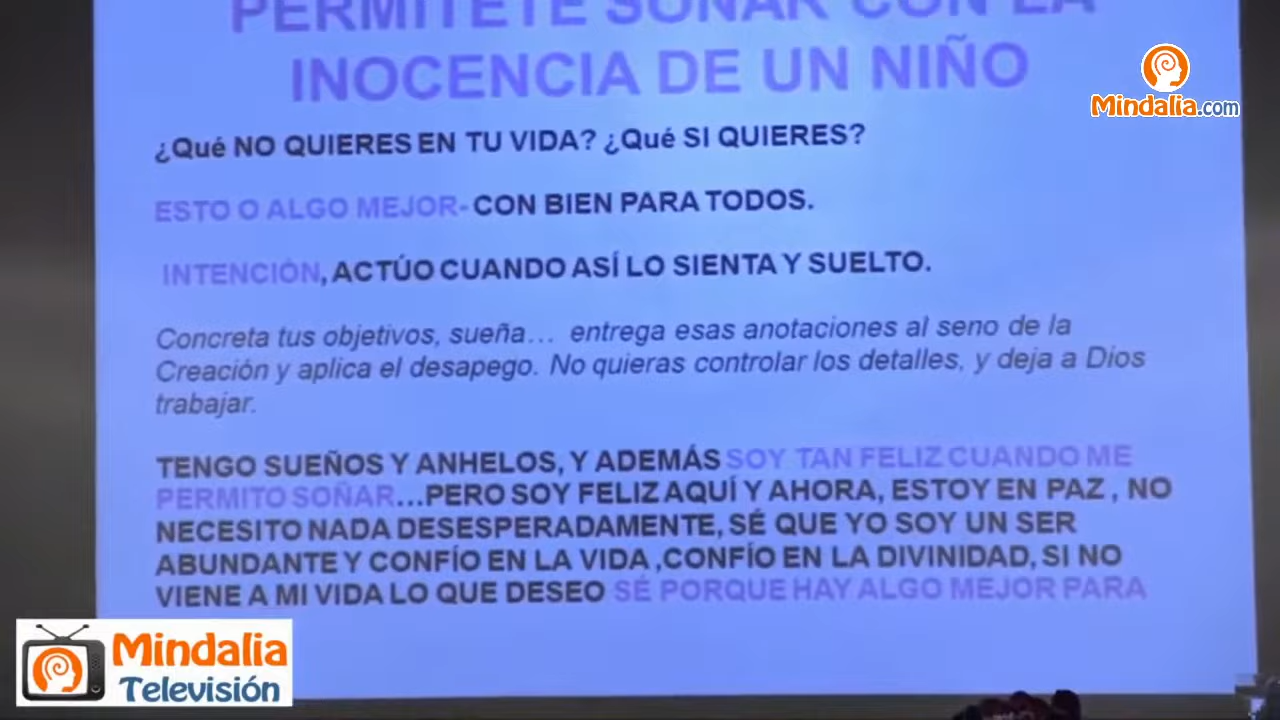 PERMÍTETE SOÑAR CON LA
INOCENCIA DE UN NIÑO
Mindalia.com
¿Qué NO QUIERES EN TU VIDA? ¿Qué SI QUIERES?
ESTO O ALGO MEJOR- CON BIEN PARA TODOS.
INTENCIÒN, ACTÚO CUANDO ASÍ LO SIENTA Y SUELTO.
Concreta tus objetivos, sueña… entrega esas anotaciones al seno de la
Creación y aplica el desapego. No quieras controlar los detalles, y deja a Dios
trabajar.
TENGO SUEÑOS Y ANHELOS, Y ADEMÁS SOY TAN FELIZ CUANDO ME
PERMITO SOÑAR…PERO SOY FELIZ AQUÍ Y AHORA, ESTOY EN PAZ , NO
NECESITO NADA DESESPERADAMENTE, SÉ QUE YO SOY UN SER
ABUNDANTE Y CONFÍO EN LA VIDA ,CONFÍO EN LA DIVINIDAD, SI NO
VIENE A MI VIDA LO QUE DESEO SÉ PORQUE HAY ALGO MEJOR PARA
Mindalia
Televisión